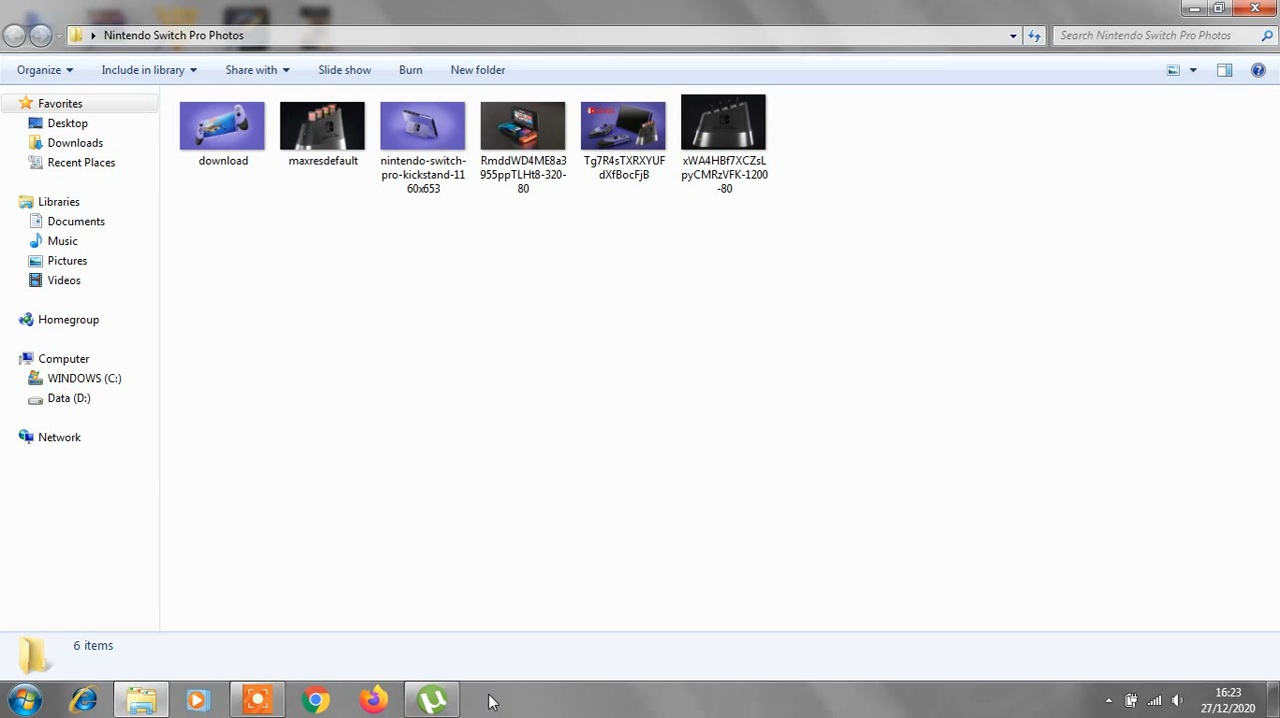 Nintendo Switch Pro Photos
Search Nintendo Switch Pro Photos
Organize
Include in library
Share with
Slide show
Burn
New folder
Favorites
Desktop
Downloads
Recent Places
Libraries
Documents
Music
Pictures
Videos
Homegroup
Computer
WINDOWS (C:)
Data (D:)
Network
download
maxresdefault
nintendo-switch-
pro-kickstand-11
60x653
RmddWD4ME8a3
955ppTLHt8-320-
80
Tg7R4sTXRXYUF
dXfBocFjB
xWA4HBf7XCZsL
pyCMRzVFK-1200
-80
6 items
16:23
27/12/2020